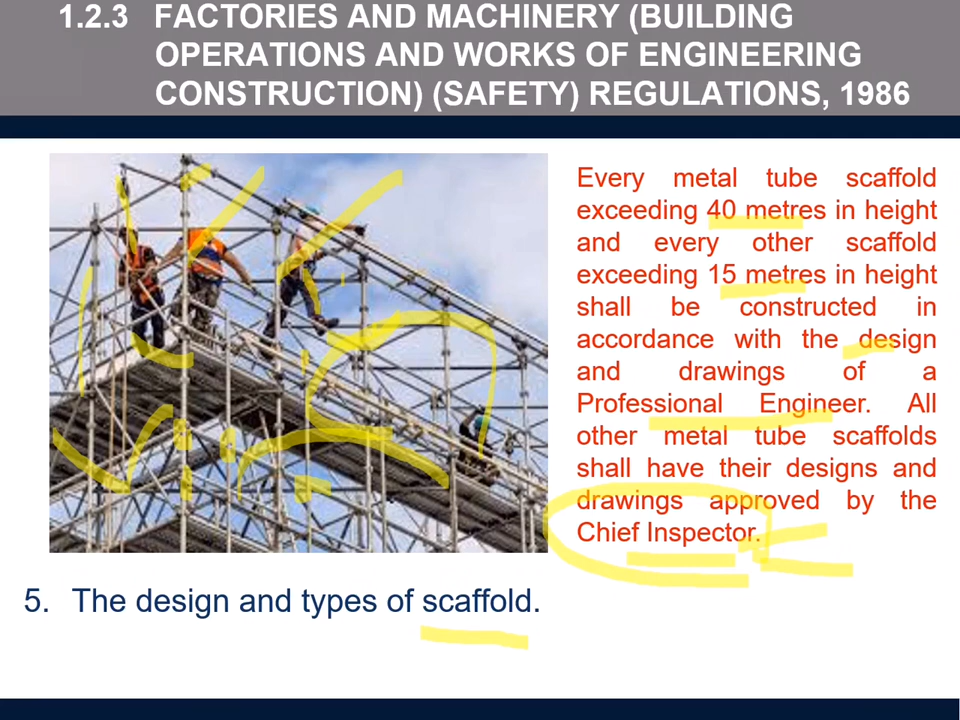 1.2.3 FACTORIES AND MACHINERY (BUILDING
OPERATIONS AND WORKS OF ENGINEERING
CONSTRUCTION) (SAFETY) REGULATIONS, 1986
Every metal tube scaffold
exceeding 40 metres in height
and every other scaffold
exceeding 15 metres in height
shall be constructed in
accordance with the design
and drawings of a
Professional Engineer. All
other metal tube scaffolds
shall have their designs and
drawings approved by the
Chief Inspector.
5. The design and types of scaffold.